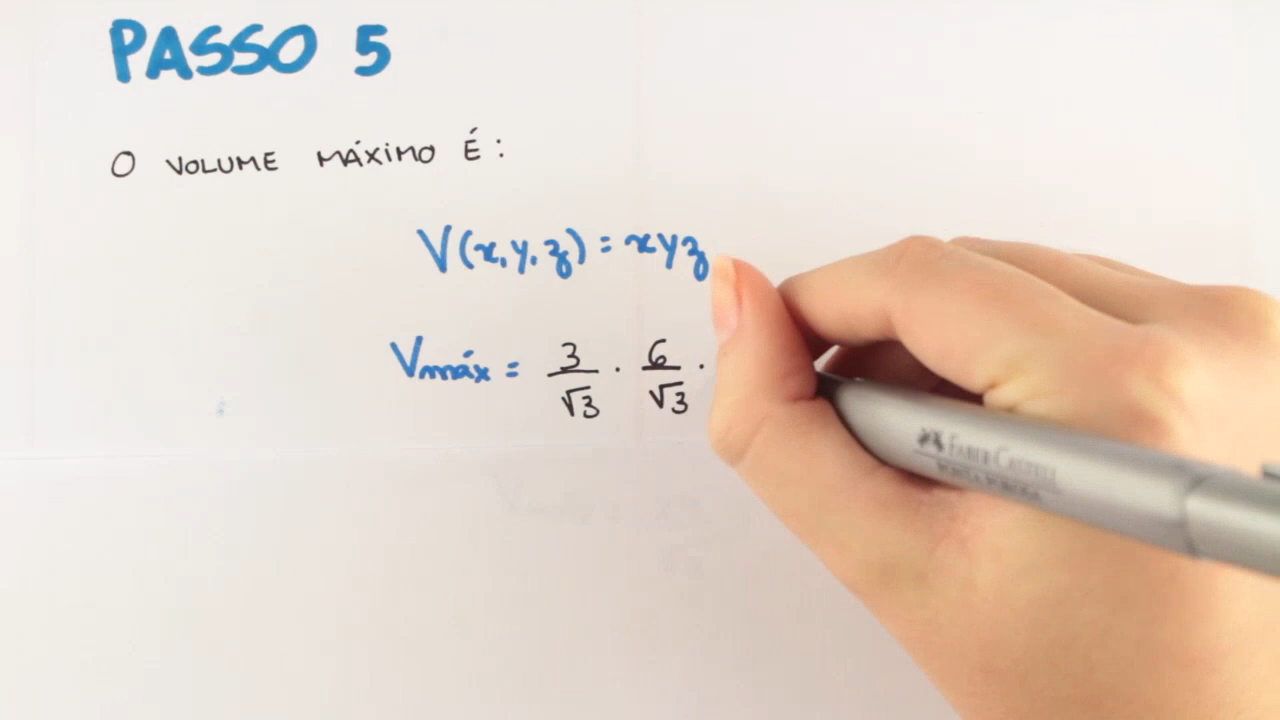 PASSO 5
O VOLUME MÁXIMO É:
V(x,y,z) = xyz
Vmáx = 3/√3 · 6/√3 ·
FABER CASTELL